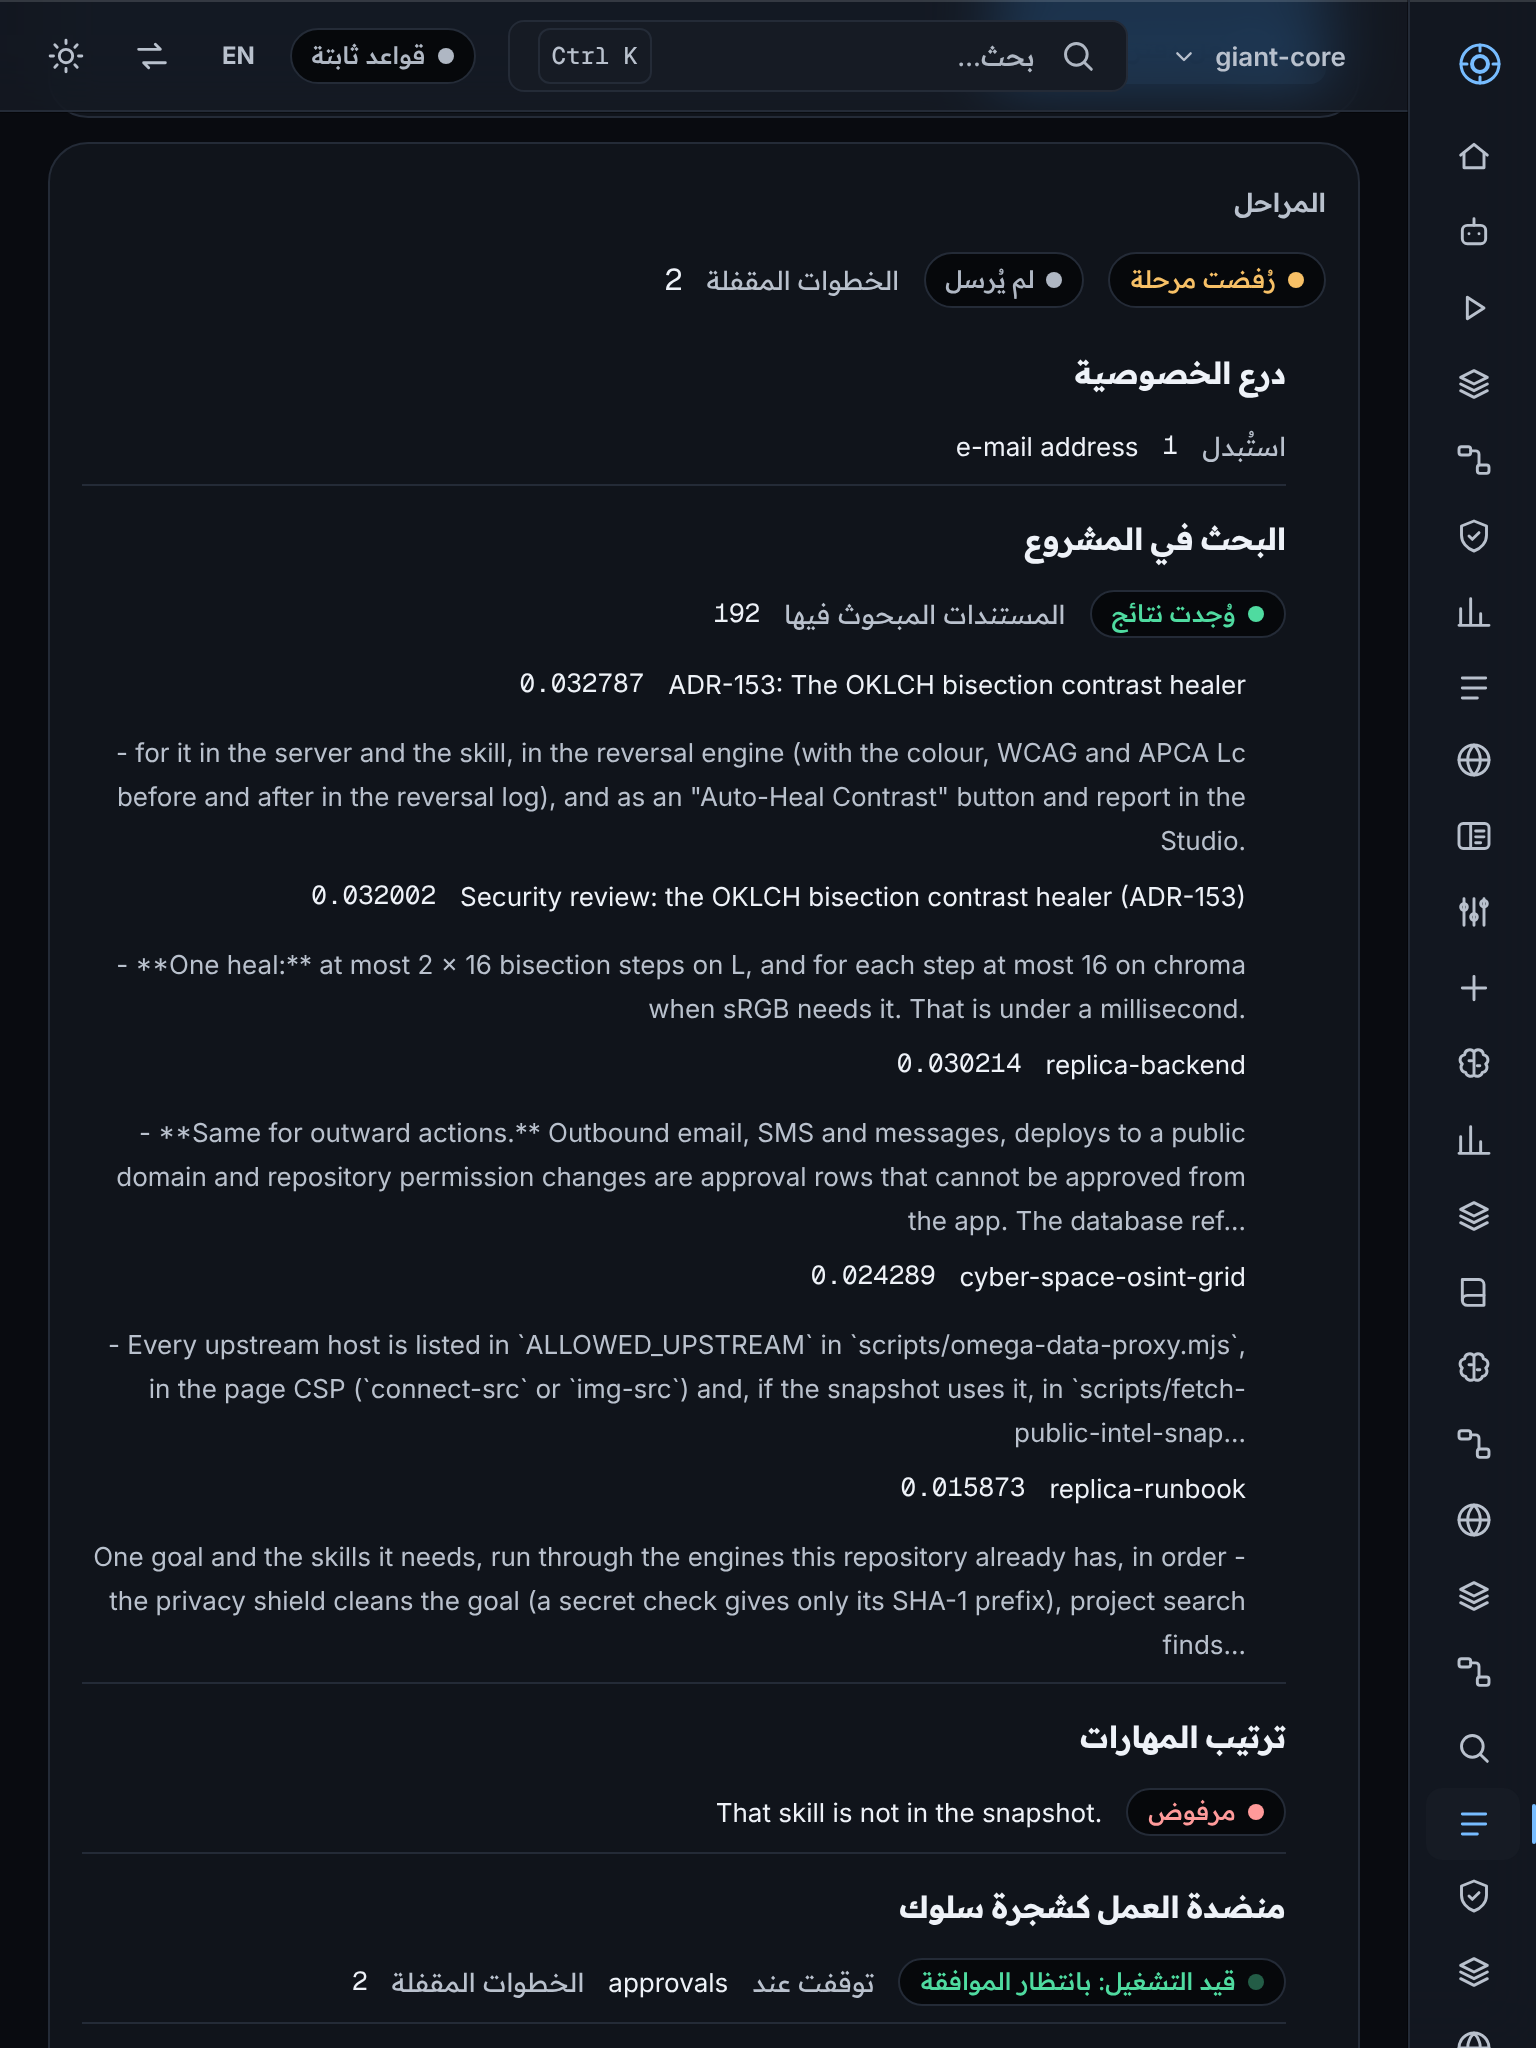 giant-core
بحث...
Ctrl K
قواعد ثابتة
EN
المراحل
رُفضت مرحلة
لم يُرسل
الخطوات المقفلة 2
درع الخصوصية
استُبدل 1 e-mail address
البحث في المشروع
وُجدت نتائج
المستندات المبحوث فيها 192
ADR-153: The OKLCH bisection contrast healer 0.032787
- for it in the server and the skill, in the reversal engine (with the colour, WCAG and APCA Lc
before and after in the reversal log), and as an "Auto-Heal Contrast" button and report in the
Studio.
Security review: the OKLCH bisection contrast healer (ADR-153) 0.032002
- **One heal:** at most 2 × 16 bisection steps on L, and for each step at most 16 on chroma
when sRGB needs it. That is under a millisecond.
replica-backend 0.030214
- **Same for outward actions.** Outbound email, SMS and messages, deploys to a public
domain and repository permission changes are approval rows that cannot be approved from
the app. The database ref...
cyber-space-osint-grid 0.024289
- Every upstream host is listed in `ALLOWED_UPSTREAM` in `scripts/omega-data-proxy.mjs`,
in the page CSP (`connect-src` or `img-src`) and, if the snapshot uses it, in `scripts/fetch-
public-intel-snap...
replica-runbook 0.015873
One goal and the skills it needs, run through the engines this repository already has, in order -
the privacy shield cleans the goal (a secret check gives only its SHA-1 prefix), project search
finds...
ترتيب المهارات
مرفوض
That skill is not in the snapshot.
منضدة العمل كشجرة سلوك
قيد التشغيل: بانتظار الموافقة
توقفت عند approvals
الخطوات المقفلة 2